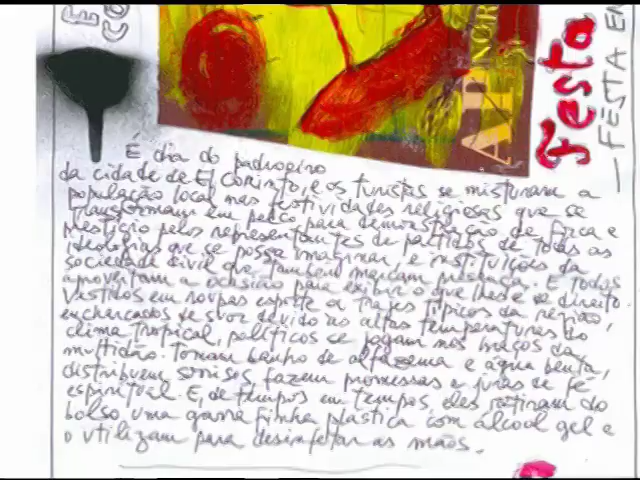 Festa
FESTA EM
É dia do padroeiro
da cidade de El Corinto, e os turistas se misturam a
população local nas festividades religiosas que se
transformam em palco para demonstração de força e
prestígio pelos representantes de partidos de todas as
ideologias que se possa imaginar, e instituições da
sociedade civil que também marcam presença. E todos
aproveitam a ocasião para exibir o que lhes é de direito.
Vestidos em roupas esporte a trajes típicos da região,
encharcados de suor devido as altas temperaturas do
clima tropical, políticos se jogam nos braços da
multidão. Tomam banho de alfazema e água benta,
distribuem sorrisos, fazem promessas e juras de fé
espiritual. E, de tempos em tempos, eles retiram do
bolso uma garrafinha plástica com álcool gel e
o utilizam para desinfetar as mãos.